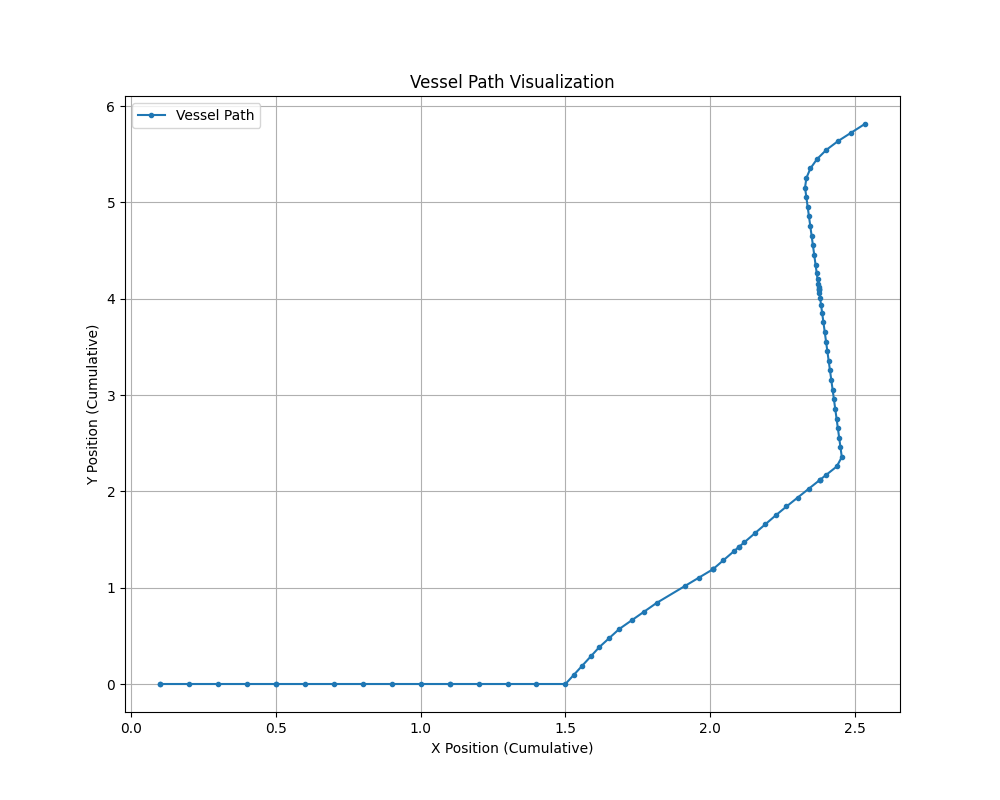 Vessel Path Visualization
Vessel Path
Y Position (Cumulative)
6
5
4
3
2
1
0
0.0 0.5 1.0 1.5 2.0 2.5
X Position (Cumulative)